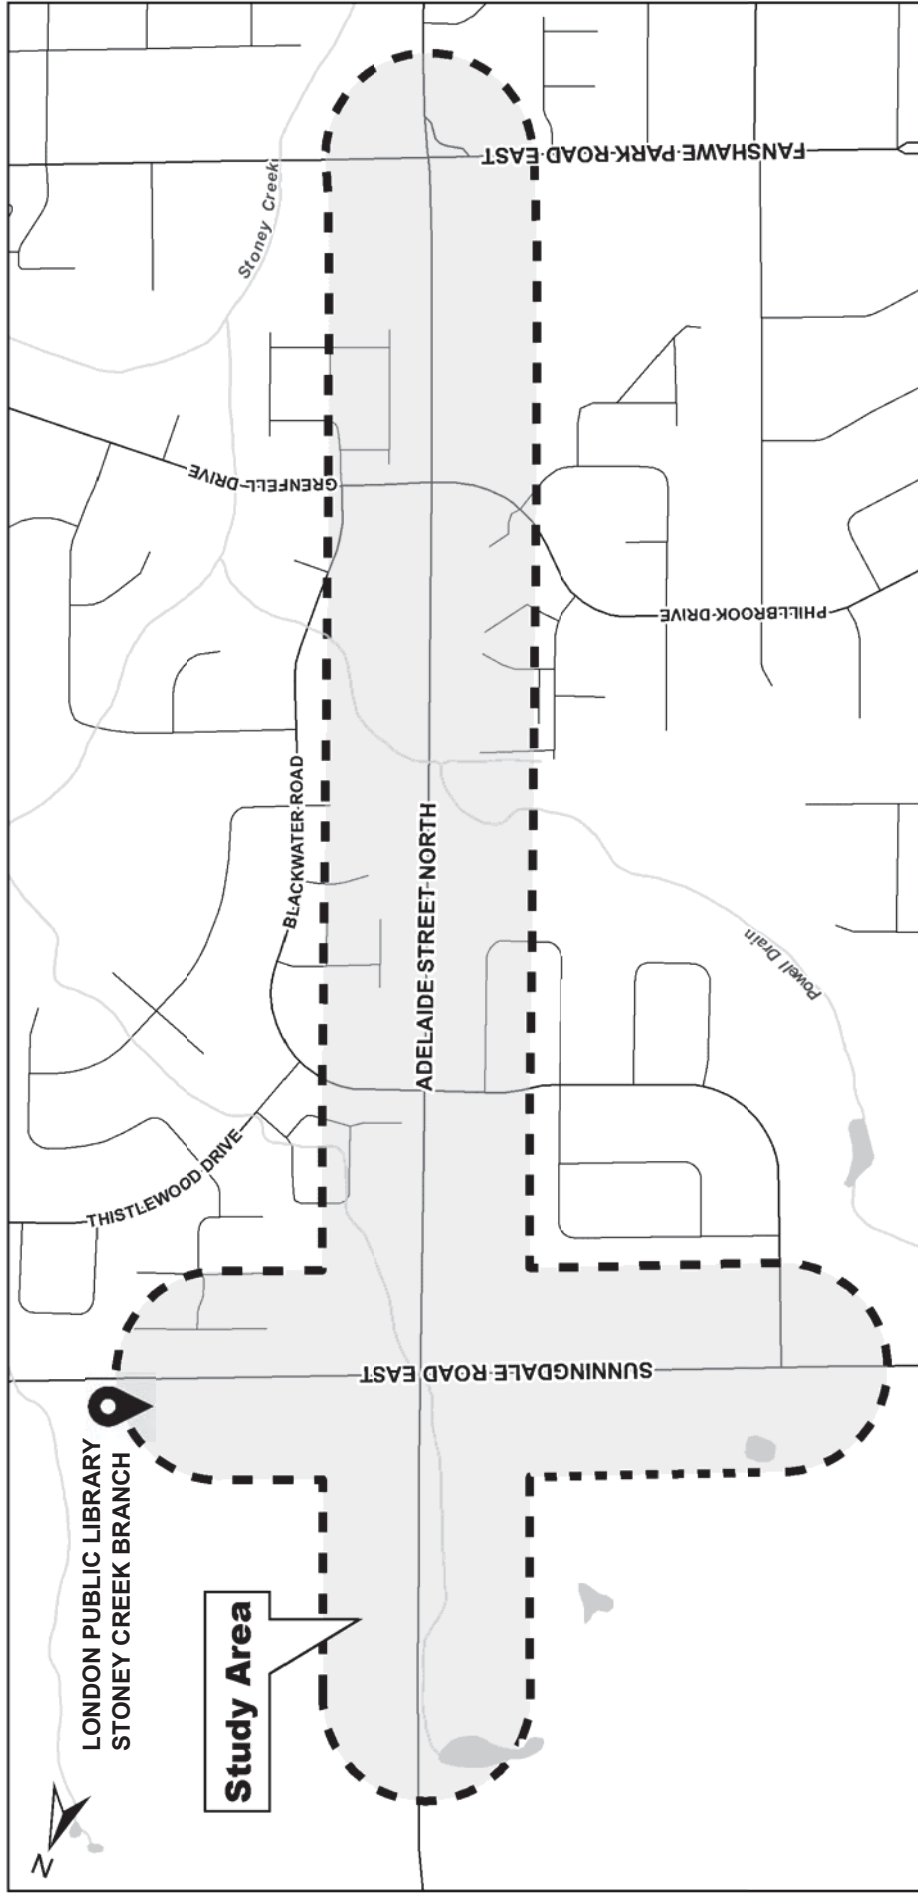 N
LONDON PUBLIC LIBRARY
STONEY CREEK BRANCH
Study Area
SUNNINGDALE ROAD EAST
THISTLEWOOD DRIVE
ADELAIDE STREET NORTH
BLACKWATER ROAD
Powell Drain
PHILLBROOK DRIVE
GRENFELL DRIVE
Stoney Creek
FANSHAWE PARK ROAD EAST